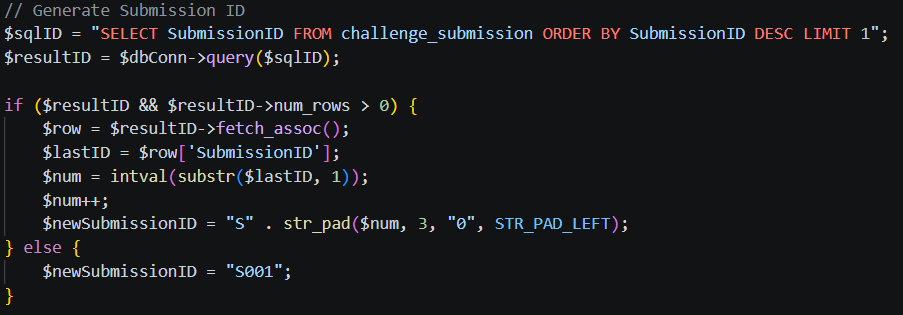 // Generate Submission ID
$sqlID = "SELECT SubmissionID FROM challenge_submission ORDER BY SubmissionID DESC LIMIT 1";
$resultID = $dbConn->query($sqlID);

if ($resultID && $resultID->num_rows > 0) {
    $row = $resultID->fetch_assoc();
    $lastID = $row['SubmissionID'];
    $num = intval(substr($lastID, 1));
    $num++;
    $newSubmissionID = "S" . str_pad($num, 3, "0", STR_PAD_LEFT);
} else {
    $newSubmissionID = "S001";
}